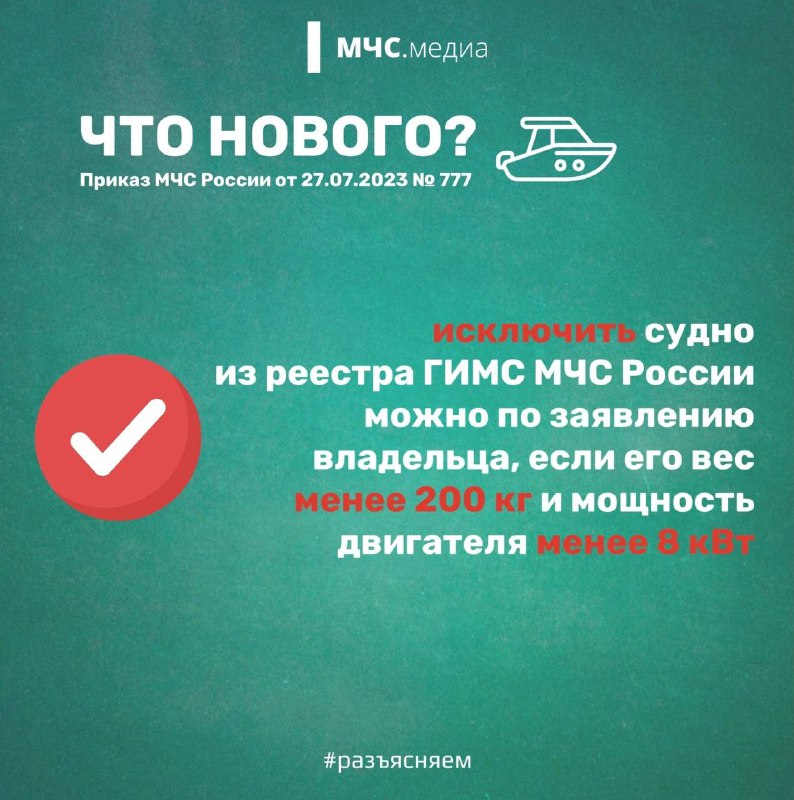 МЧС.медиа
ЧТО НОВОГО?
Приказ МЧС России от 27.07.2023 № 777
исключить судно
из реестра ГИМС МЧС России
можно по заявлению
владельца, если его вес
менее 200 кг и мощность
двигателя менее 8 кВт
#разъясняем